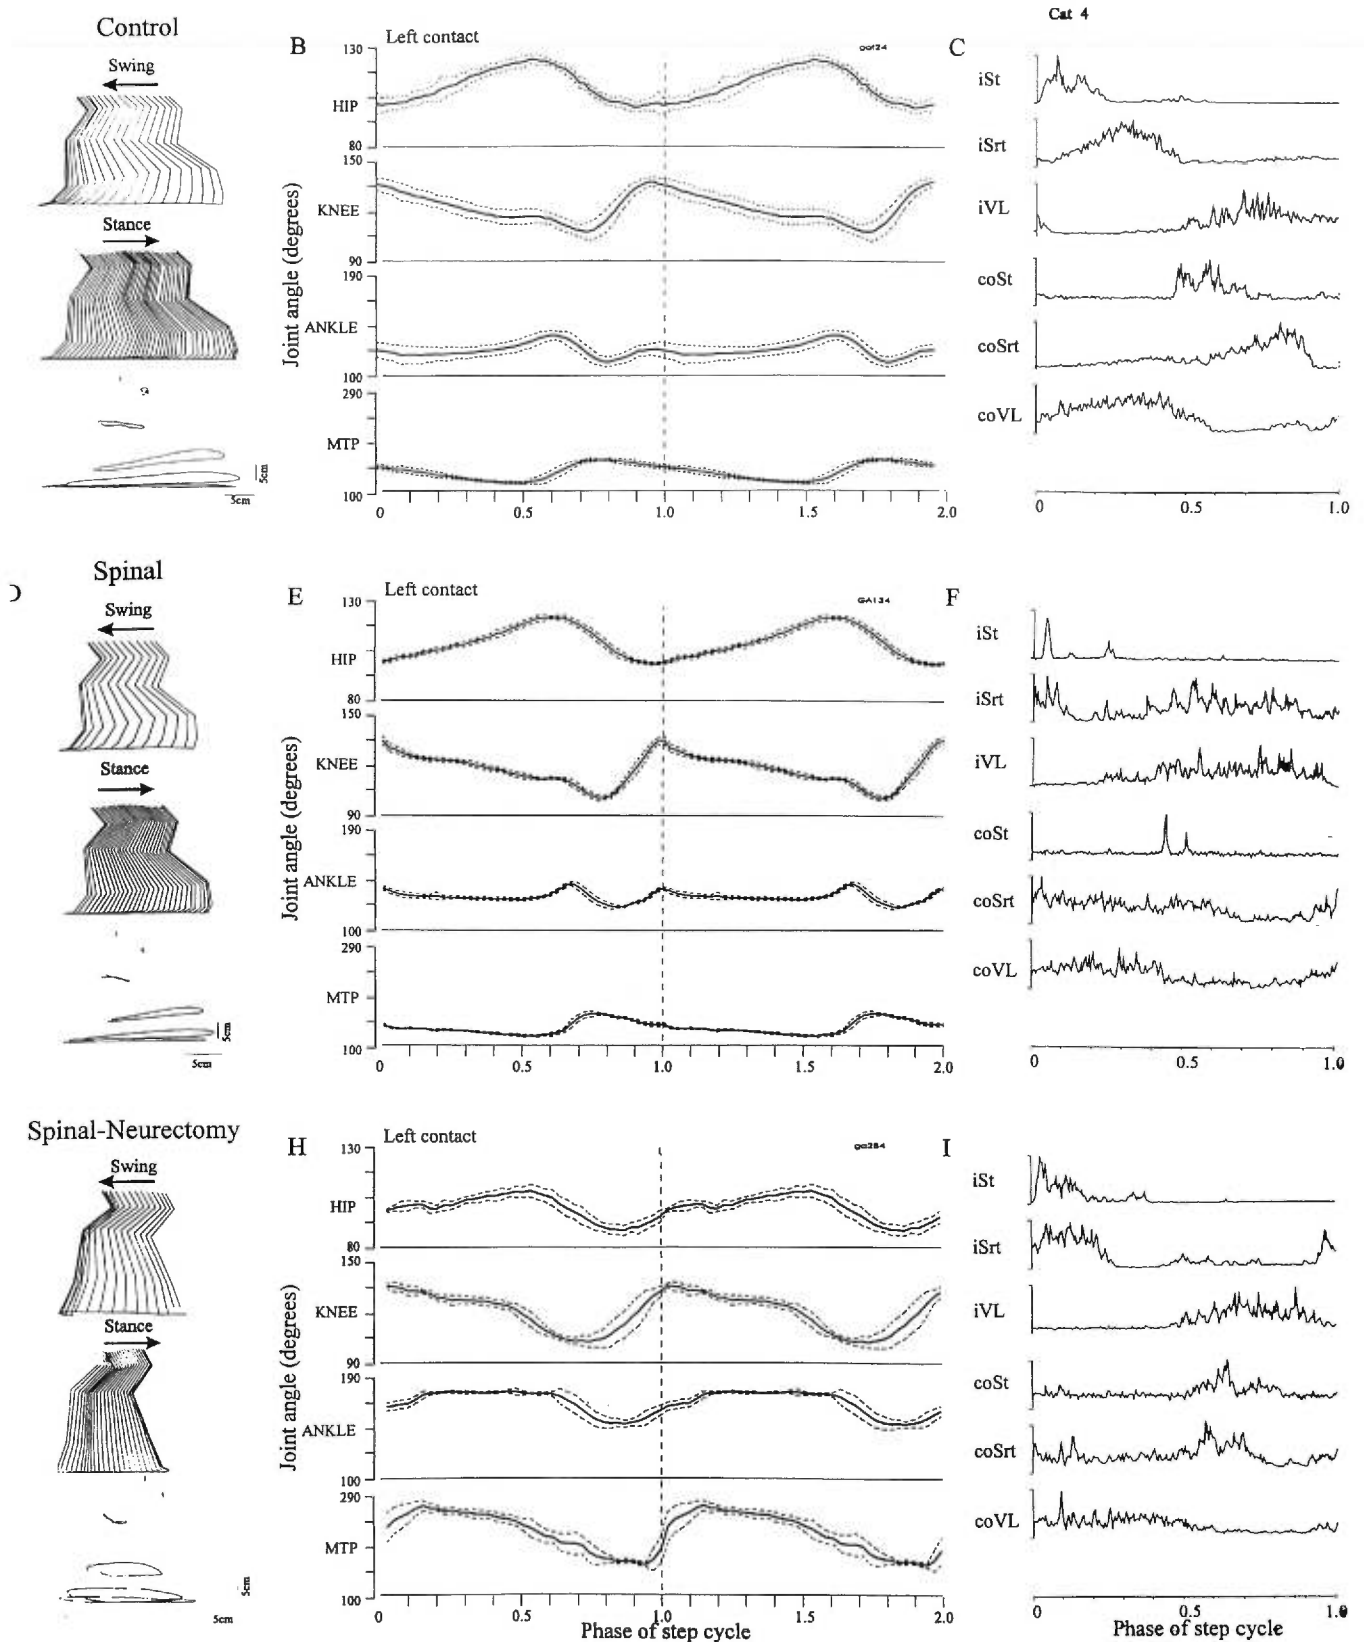 Cat 4
Control
Swing
Stance
5cm
5cm
B
Left contact
130
HIP
80
150
KNEE
90
190
ANKLE
100
290
MTP
100
Joint angle (degrees)
0 0.5 1.0 1.5 2.0
C
iSt
iSrt
iVL
coSt
coSrt
coVL
0 0.5 1.0
Spinal
Swing
Stance
5cm
5cm
E
Left contact
GA134
130
HIP
80
150
KNEE
90
190
ANKLE
100
290
MTP
100
Joint angle (degrees)
0 0.5 1.0 1.5 2.0
F
iSt
iSrt
iVL
coSt
coSrt
coVL
0 0.5 1.0
Spinal-Neurectomy
Swing
Stance
5cm
5cm
H
Left contact
ga284
130
HIP
80
150
KNEE
90
190
ANKLE
100
290
MTP
100
Joint angle (degrees)
0 0.5 1.0 1.5 2.0
Phase of step cycle
I
iSt
iSrt
iVL
coSt
coSrt
coVL
0 0.5 1.0
Phase of step cycle